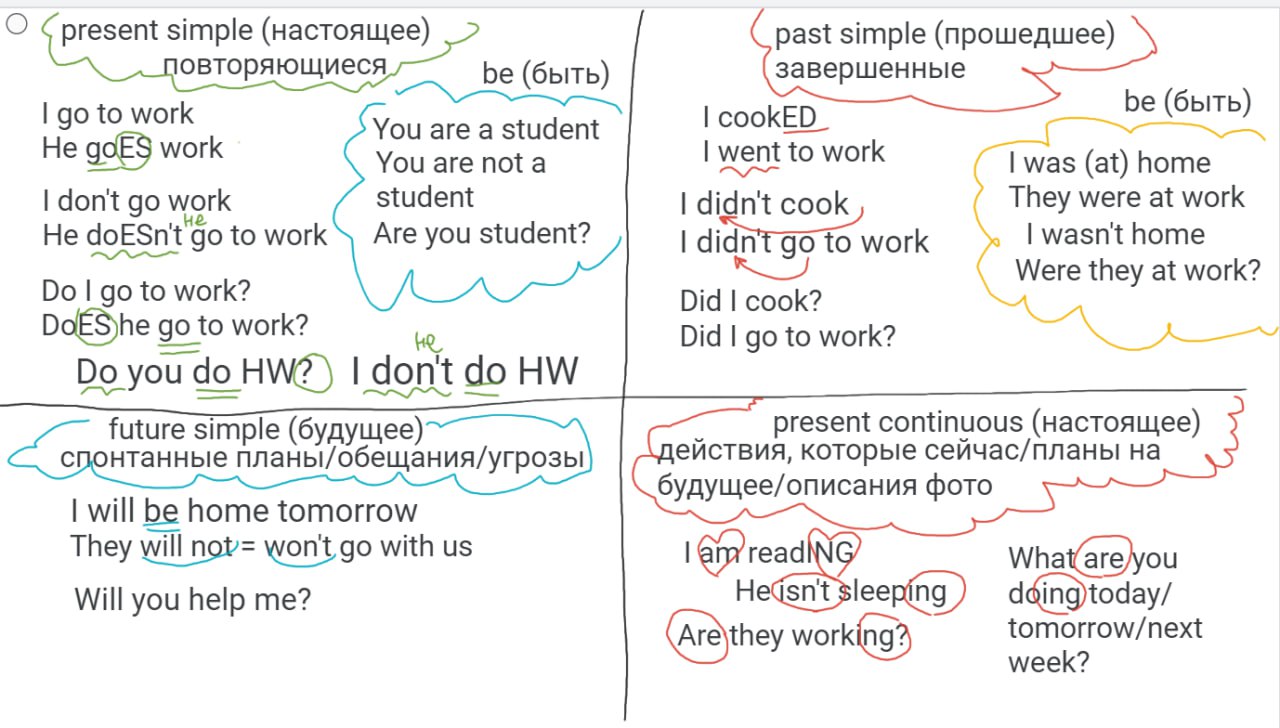 present simple (настоящее)
повторяющиеся
be (быть)
I go to work
He goES work
I don't go work
не
He doESn't go to work
Do I go to work?
DoES he go to work?
не
Do you do HW? I don't do HW
You are a student
You are not a
student
Are you student?
past simple (прошедшее)
завершенные
be (быть)
I cookED
I went to work
I didn't cook
I didn't go to work
Did I cook?
Did I go to work?
I was (at) home
They were at work
I wasn't home
Were they at work?
future simple (будущее)
спонтанные планы/обещания/угрозы
I will be home tomorrow
They will not = won't go with us
Will you help me?
present continuous (настоящее)
действия, которые сейчас/планы на
будущее/описания фото
I am readING
He isn't sleeping
Are they working?
What are you
doing today/
tomorrow/next
week?